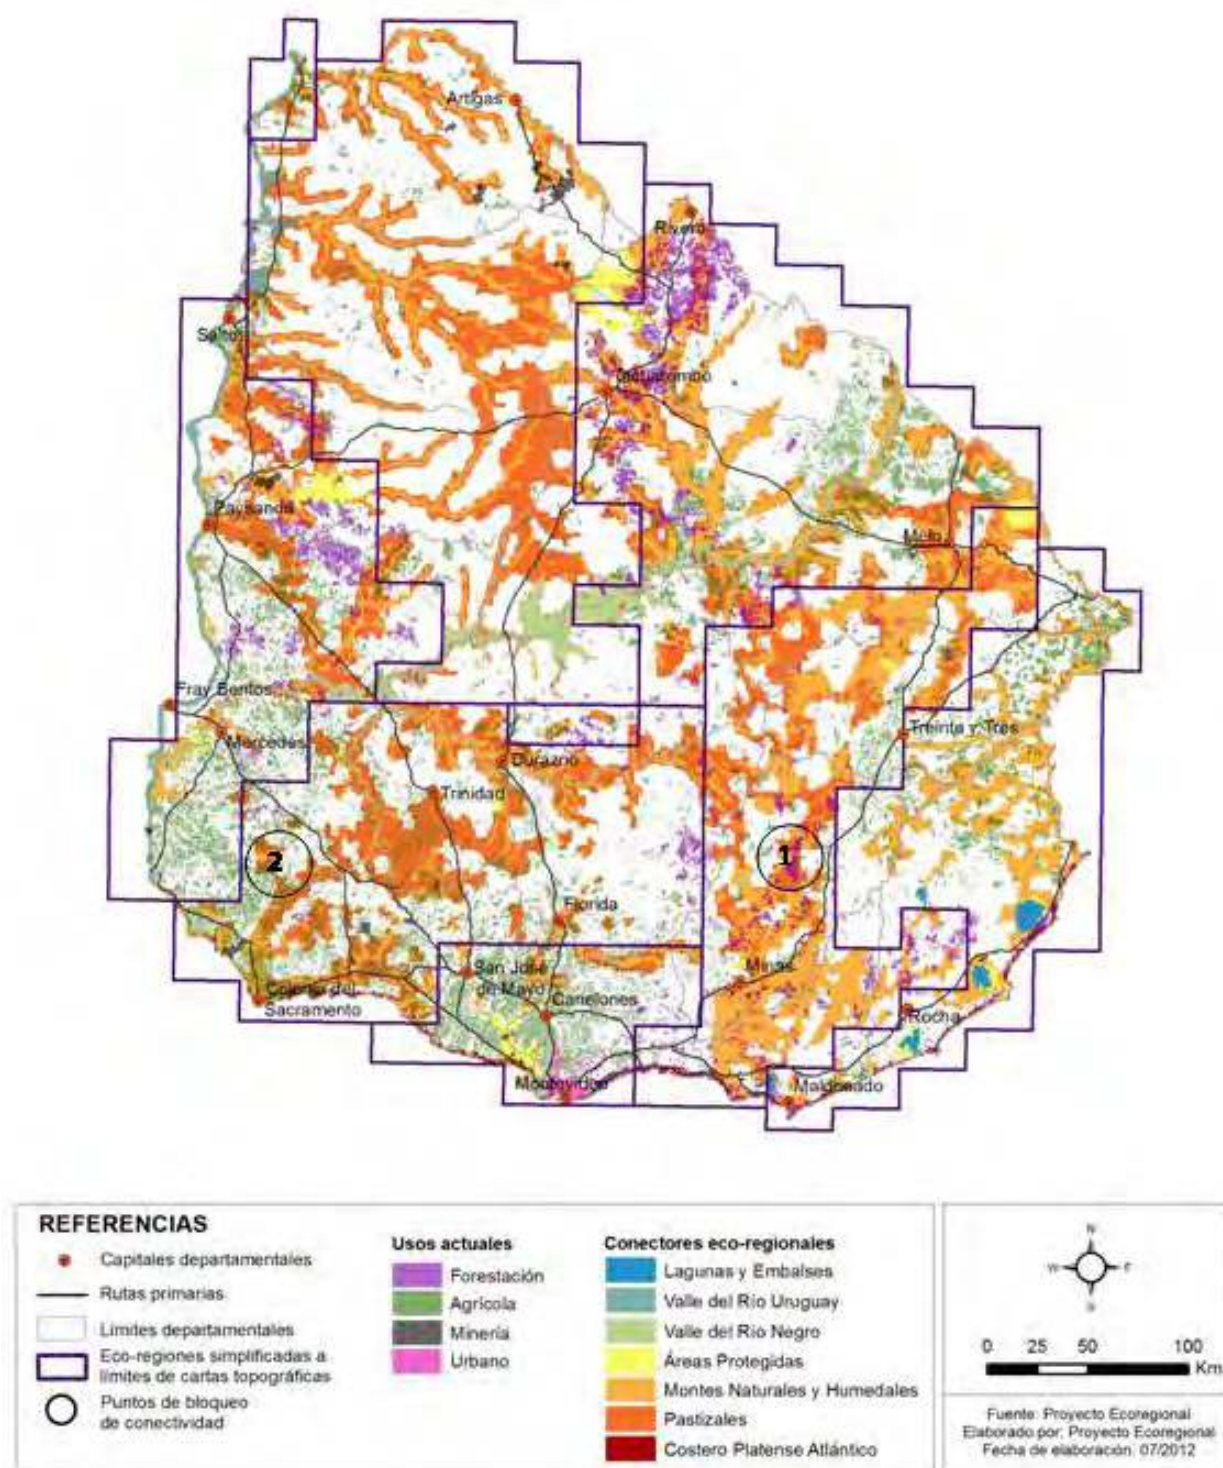 Artigas
Rivera
Salto
Tacuarembó
Paysandú
Melo
Fray Bentos
Mercedes
Treinta y Tres
Durazno
Trinidad
2
1
Florida
Minas
San José
de Mayo
Canelones
Colonia del
Sacramento
Rocha
Montevideo
Maldonado
REFERENCIAS
Capitales departamentales
Rutas primarias
Límites departamentales
Eco-regiones simplificadas a
límites de cartas topográficas
Puntos de bloqueo
de conectividad
Usos actuales
Forestación
Agrícola
Minería
Urbano
Conectores eco-regionales
Lagunas y Embalses
Valle del Río Uruguay
Valle del Río Negro
Áreas Protegidas
Montes Naturales y Humedales
Pastizales
Costero Platense Atlántico
N
W E
S
0 25 50 100
Km
Fuente: Proyecto Ecoregional
Elaborado por: Proyecto Ecoregional
Fecha de elaboración: 07/2012